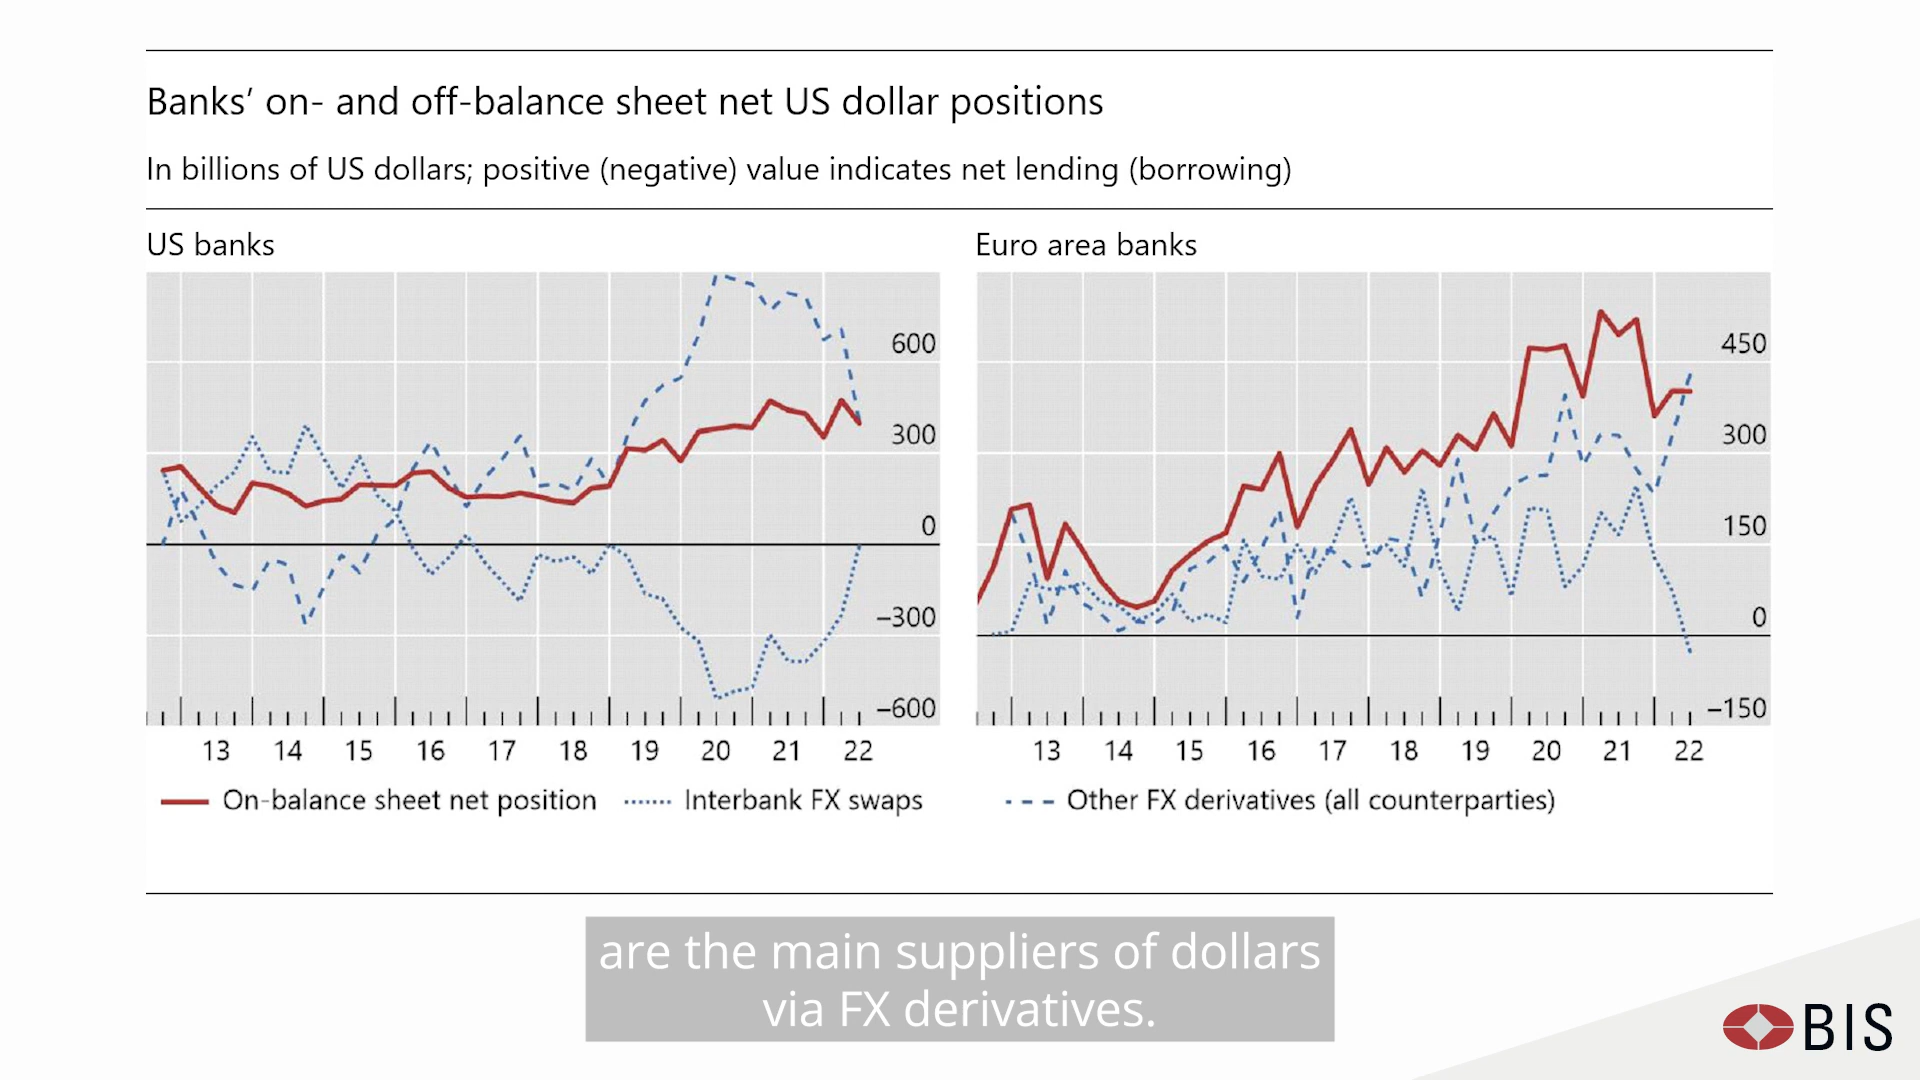 Banks’ on- and off-balance sheet net US dollar positions
In billions of US dollars; positive (negative) value indicates net lending (borrowing)
US banks
600
300
0
–300
–600
13 14 15 16 17 18 19 20 21 22
Euro area banks
450
300
150
0
–150
13 14 15 16 17 18 19 20 21 22
On-balance sheet net position Interbank FX swaps Other FX derivatives (all counterparties)
are the main suppliers of dollars
via FX derivatives.
BIS